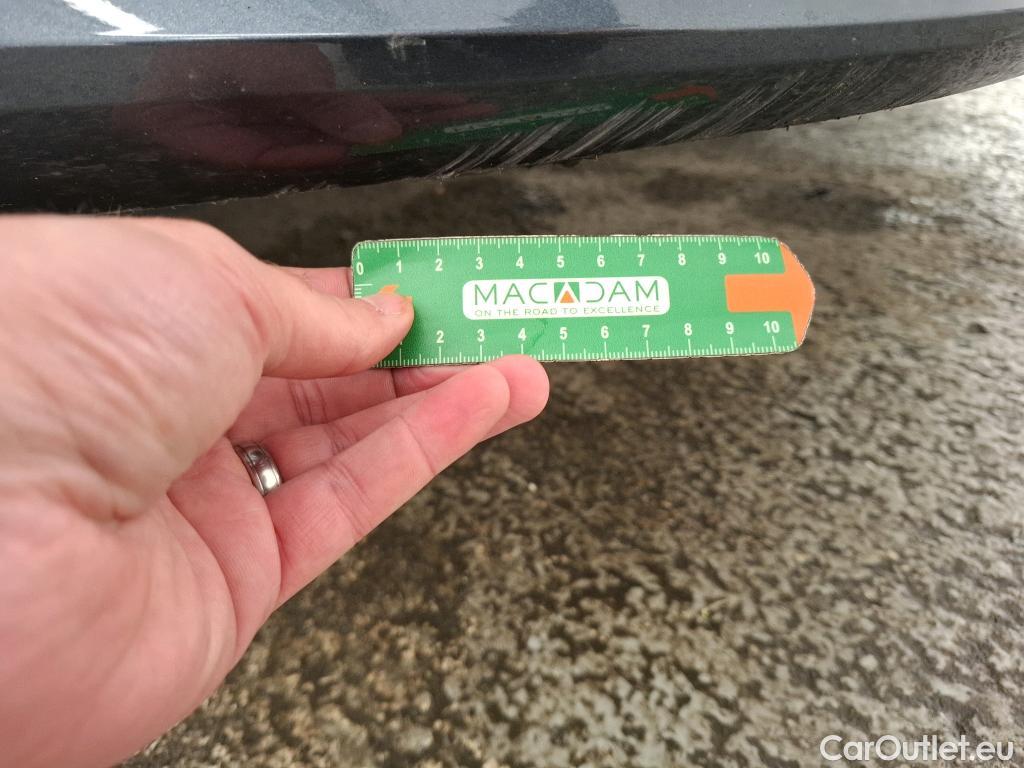 0 1 2 3 4 5 6 7 8 9 10
MACADAM
ON THE ROAD TO EXCELLENCE
2 3 4 5 6 7 8 9 10
CarOutlet.eu